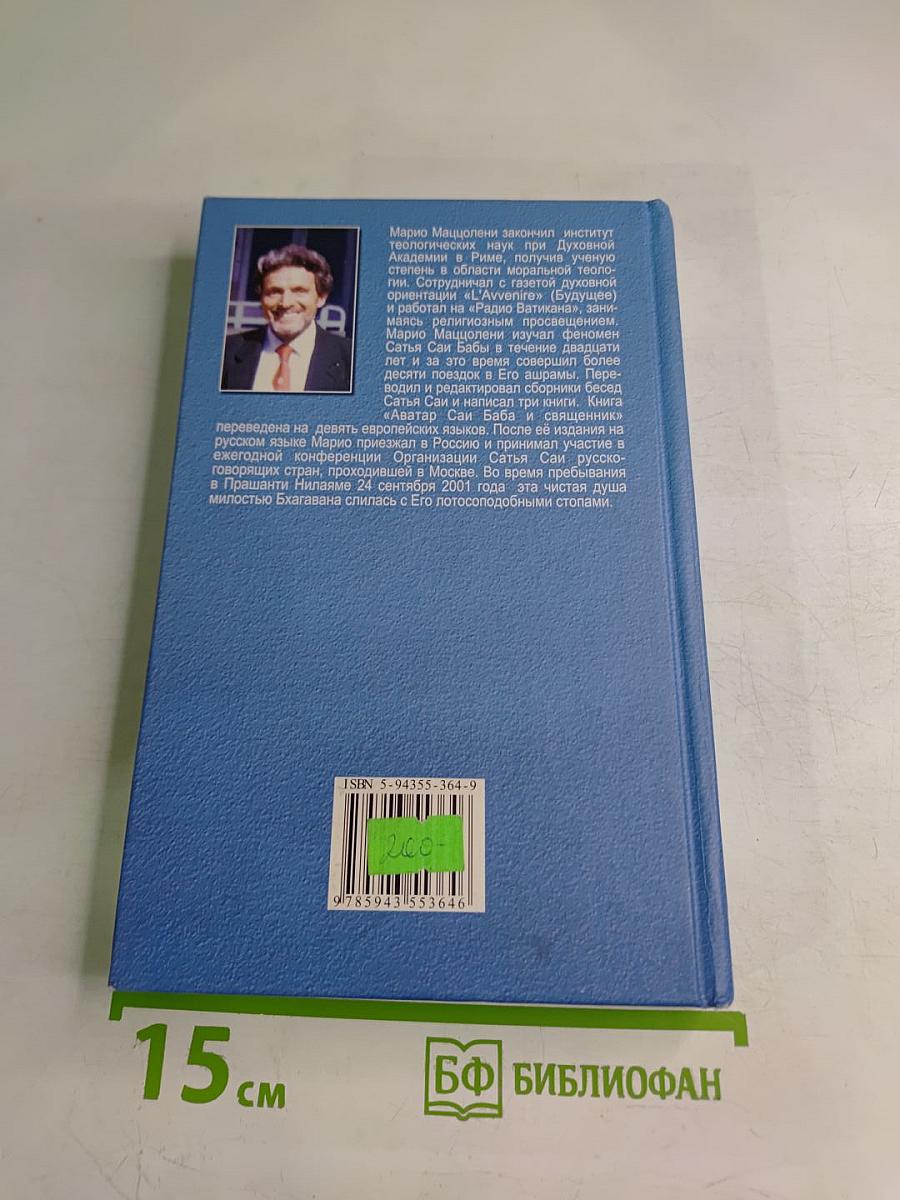 Марио Маццолени закончил институт
теологических наук при Духовной
Академии в Риме, получив ученую
степень в области моральной теоло-
гии. Сотрудничал с газетой духовной
ориентации «L'Avvenire» (Будущее)
и работал на «Радио Ватикана», зани-
маясь религиозным просвещением.
Марио Маццолени изучал феномен
Сатья Саи Бабы в течение двадцати
лет и за это время совершил более
десяти поездок в Его ашрамы. Пере-
водил и редактировал сборники бесед
Сатья Саи и написал три книги. Книга
«Аватар Саи Баба и священник»
переведена на девять европейских языков. После её издания на
русском языке Марио приезжал в Россию и принимал участие в
ежегодной конференции Организации Сатья Саи русско-
говорящих стран, проходившей в Москве. Во время пребывания
в Прашанти Нилаяме 24 сентября 2001 года эта чистая душа
милостью Бхагавана слилась с Его лотосоподобными стопами.
ISBN 5-94355-364-9
9 785943 553646
15 см
БФ БИБЛИОФАН